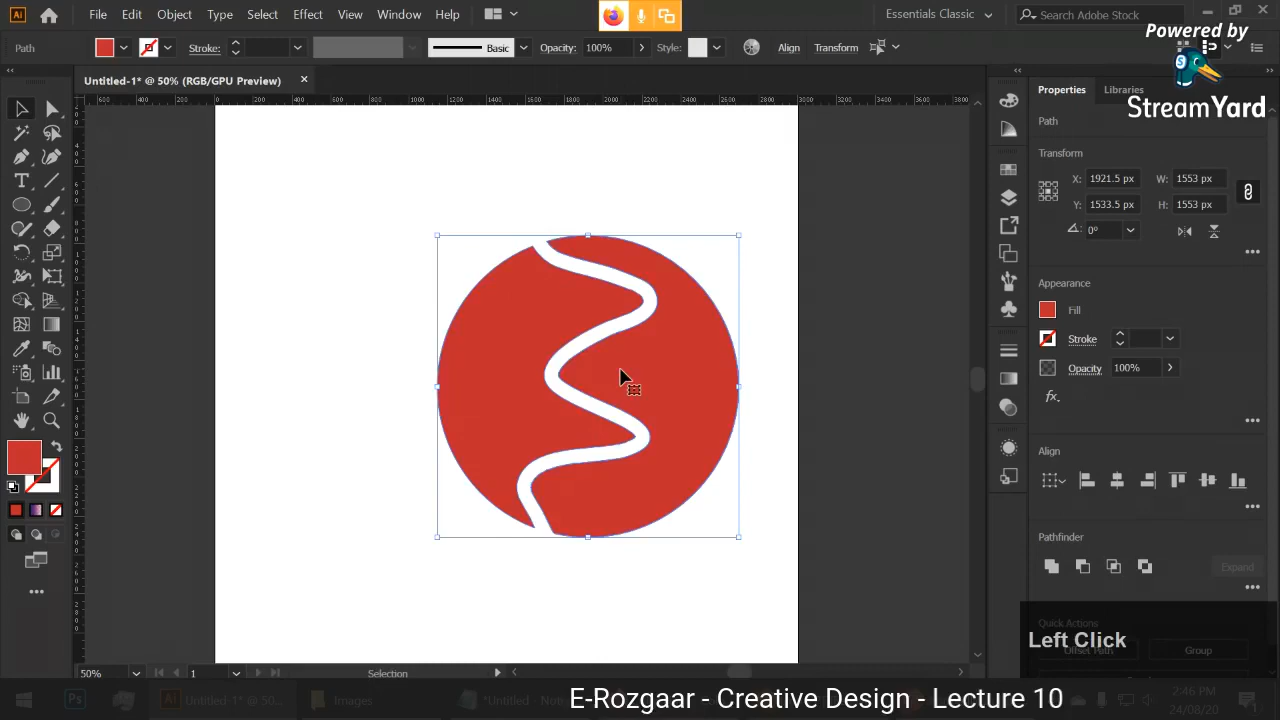 File Edit Object Type Select Effect View Window Help
Essentials Classic
Search Adobe Stock
Powered by
StreamYard
Path
Stroke:
Basic
Opacity: 100%
Style:
Align
Transform
Untitled-1* @ 50% (RGB/GPU Preview)
Properties
Libraries
Path
Transform
X: 1921.5 px W: 1553 px
Y: 1533.5 px H: 1553 px
0°
Appearance
Fill
Stroke
Opacity 100%
fx.
Align
Pathfinder
Expand
Quick Actions
Offset Path
Group
Left Click
50%
1
Selection
Untitled-1* @ 50...
Images
*Untitled
E-Rozgaar - Creative Design - Lecture 10
2:46 PM
24/08/20